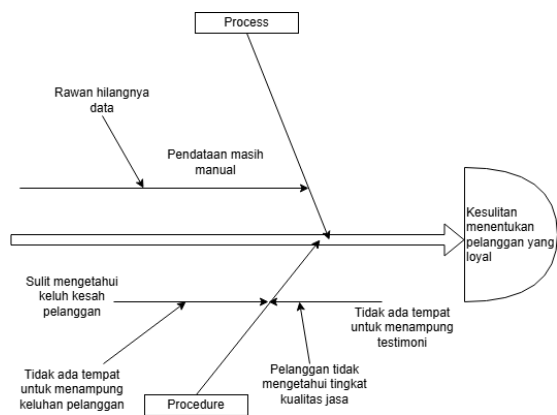 Process
Rawan hilangnya
data
Pendataan masih
manual
Kesulitan
menentukan
pelanggan yang
loyal
Sulit mengetahui
keluh kesah
pelanggan
Tidak ada tempat
untuk menampung
testimoni
Tidak ada tempat
untuk menampung
keluhan pelanggan
Pelanggan tidak
mengetahui tingkat
kualitas jasa
Procedure